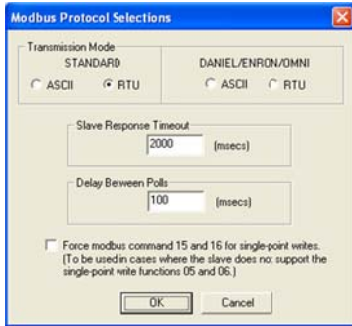 Modbus Protocol Selections
Transmission Mode
STANDARD DANIEL/ENRON/OMNI
ASCII RTU ASCII RTU
Slave Response Timeout
2000 (msecs)
Delay Beween Polls
100 (msecs)
Force modbus command 15 and 16 for single-point writes.
(To be usedin cases where the slave does no: support the
single-point write functions 05 and 06.)
OK Cancel